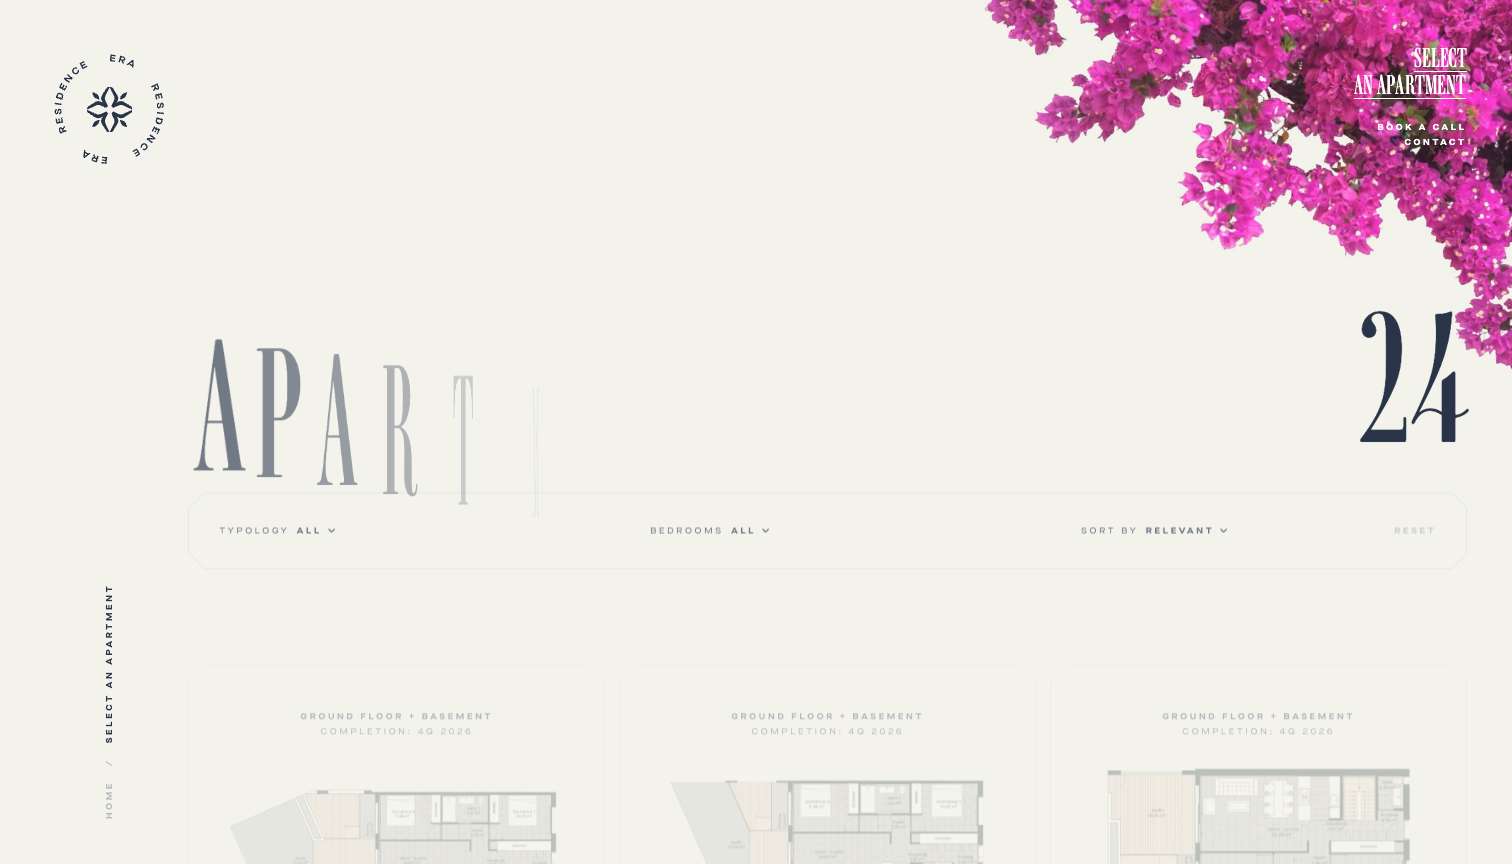 ERA RESIDENCE ERA RESIDENCE
SELECT
AN APARTMENT
BOOK A CALL
CONTACT
24
APART
TYPOLOGY ALL
BEDROOMS ALL
SORT BY RELEVANT
RESET
HOME / SELECT AN APARTMENT
GROUND FLOOR + BASEMENT
COMPLETION: 4Q 2026
GROUND FLOOR + BASEMENT
COMPLETION: 4Q 2026
GROUND FLOOR + BASEMENT
COMPLETION: 4Q 2026